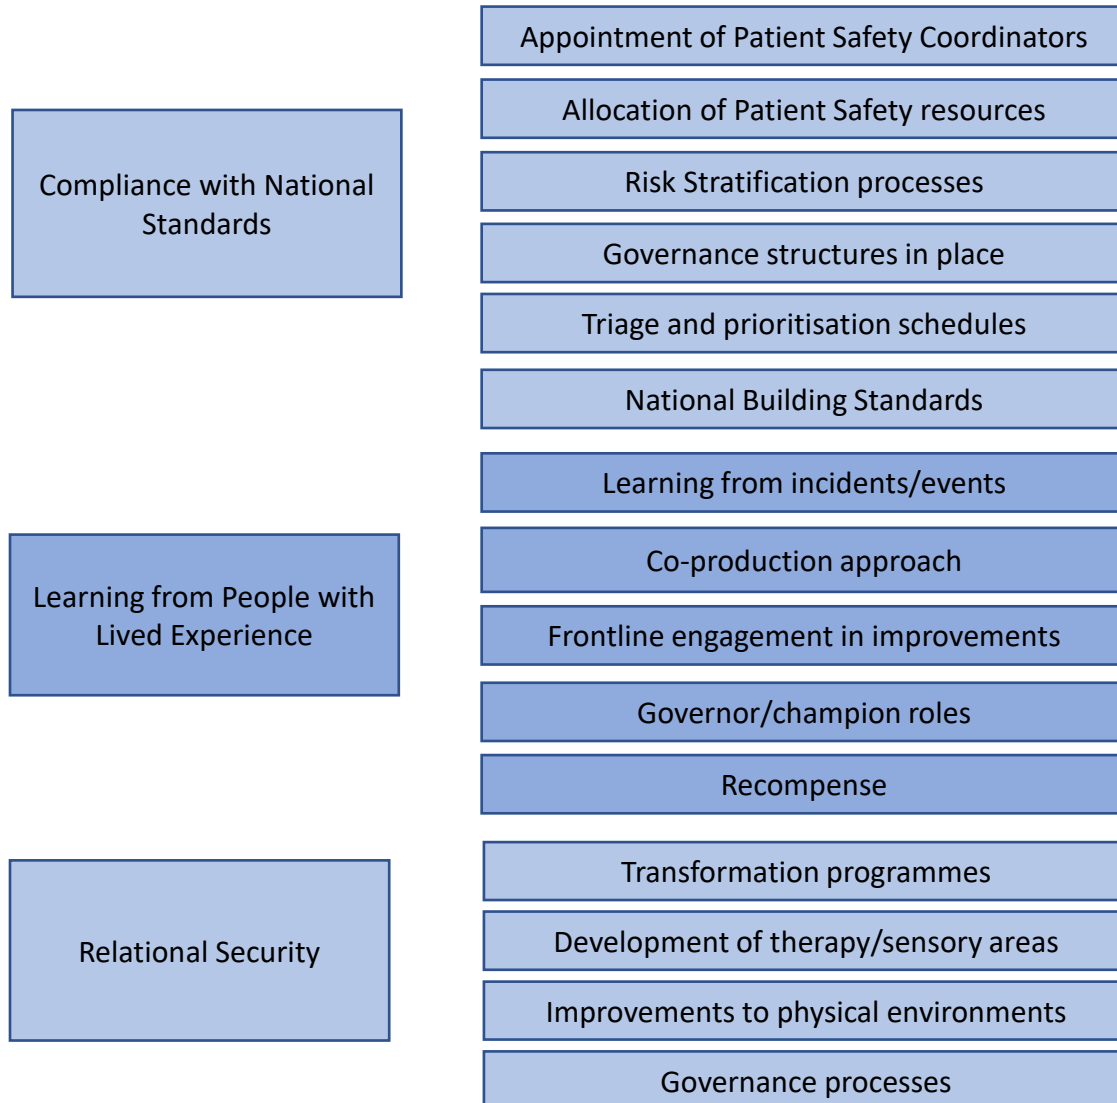 Compliance with National
Standards
Appointment of Patient Safety Coordinators
Allocation of Patient Safety resources
Risk Stratification processes
Governance structures in place
Triage and prioritisation schedules
National Building Standards
Learning from People with
Lived Experience
Learning from incidents/events
Co-production approach
Frontline engagement in improvements
Governor/champion roles
Recompense
Relational Security
Transformation programmes
Development of therapy/sensory areas
Improvements to physical environments
Governance processes